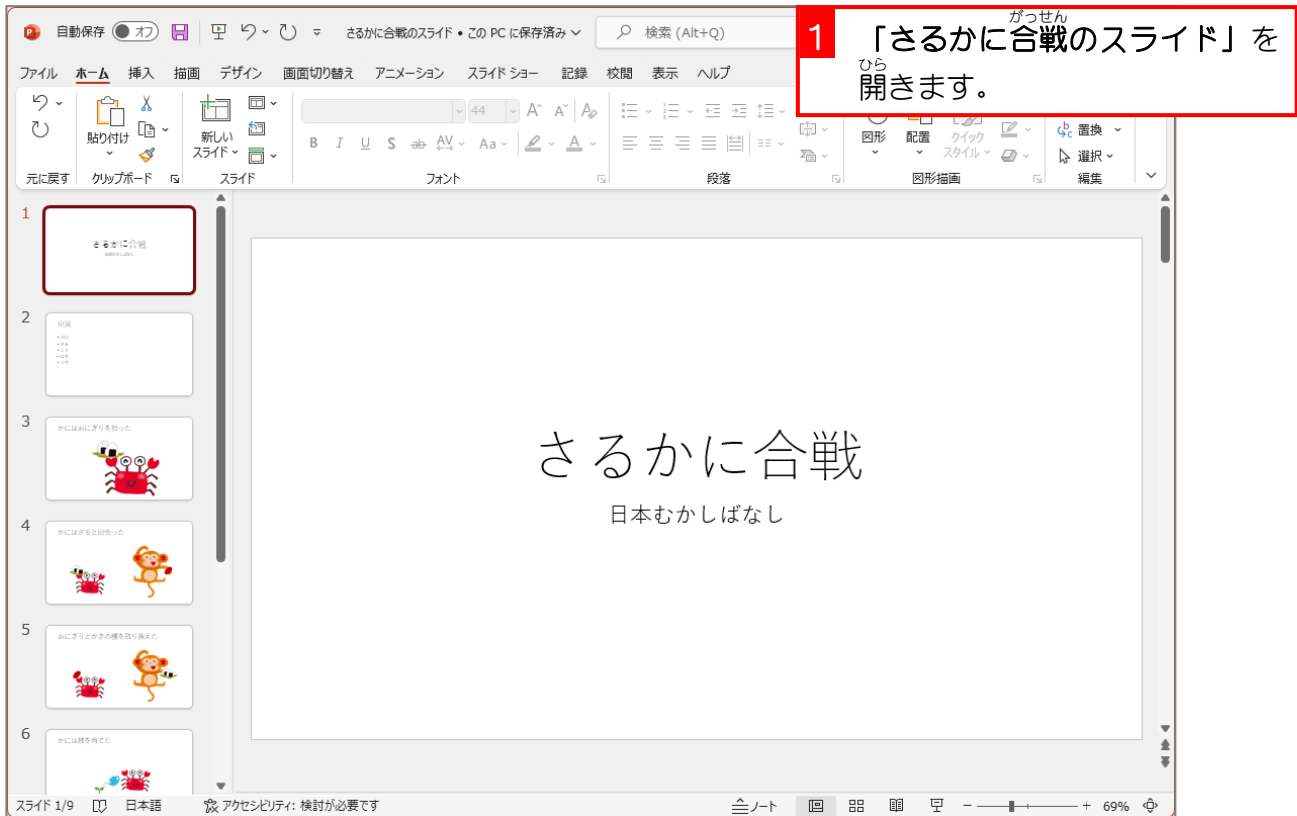 自動保存 オフ さるかに合戦のスライド • この PC に保存済み 検索 (Alt+Q)
1 「さるかに合戦のスライド」を
がっせん
開きます。
ひら
ファイル ホーム 挿入 描画 デザイン 画面切り替え アニメーション スライド ショー 記録 校閲 表示 ヘルプ
貼り付け 新しい スライド 44 A A A
B I U S ab AV Aa A 図形 配置 クイック スタイル 置換
選択
元に戻す クリップボード スライド フォント 段落 図形描画 編集
1
さるかに合戦
2
3
かにはおにぎりを拾った
4
かにはさると出会った
5
おにぎりとかきの種を取り換えた
6
かには種を育てた
さるかに合戦
日本むかしばなし
スライド 1/9 日本語 アクセシビリティ: 検討が必要です ノート 69%